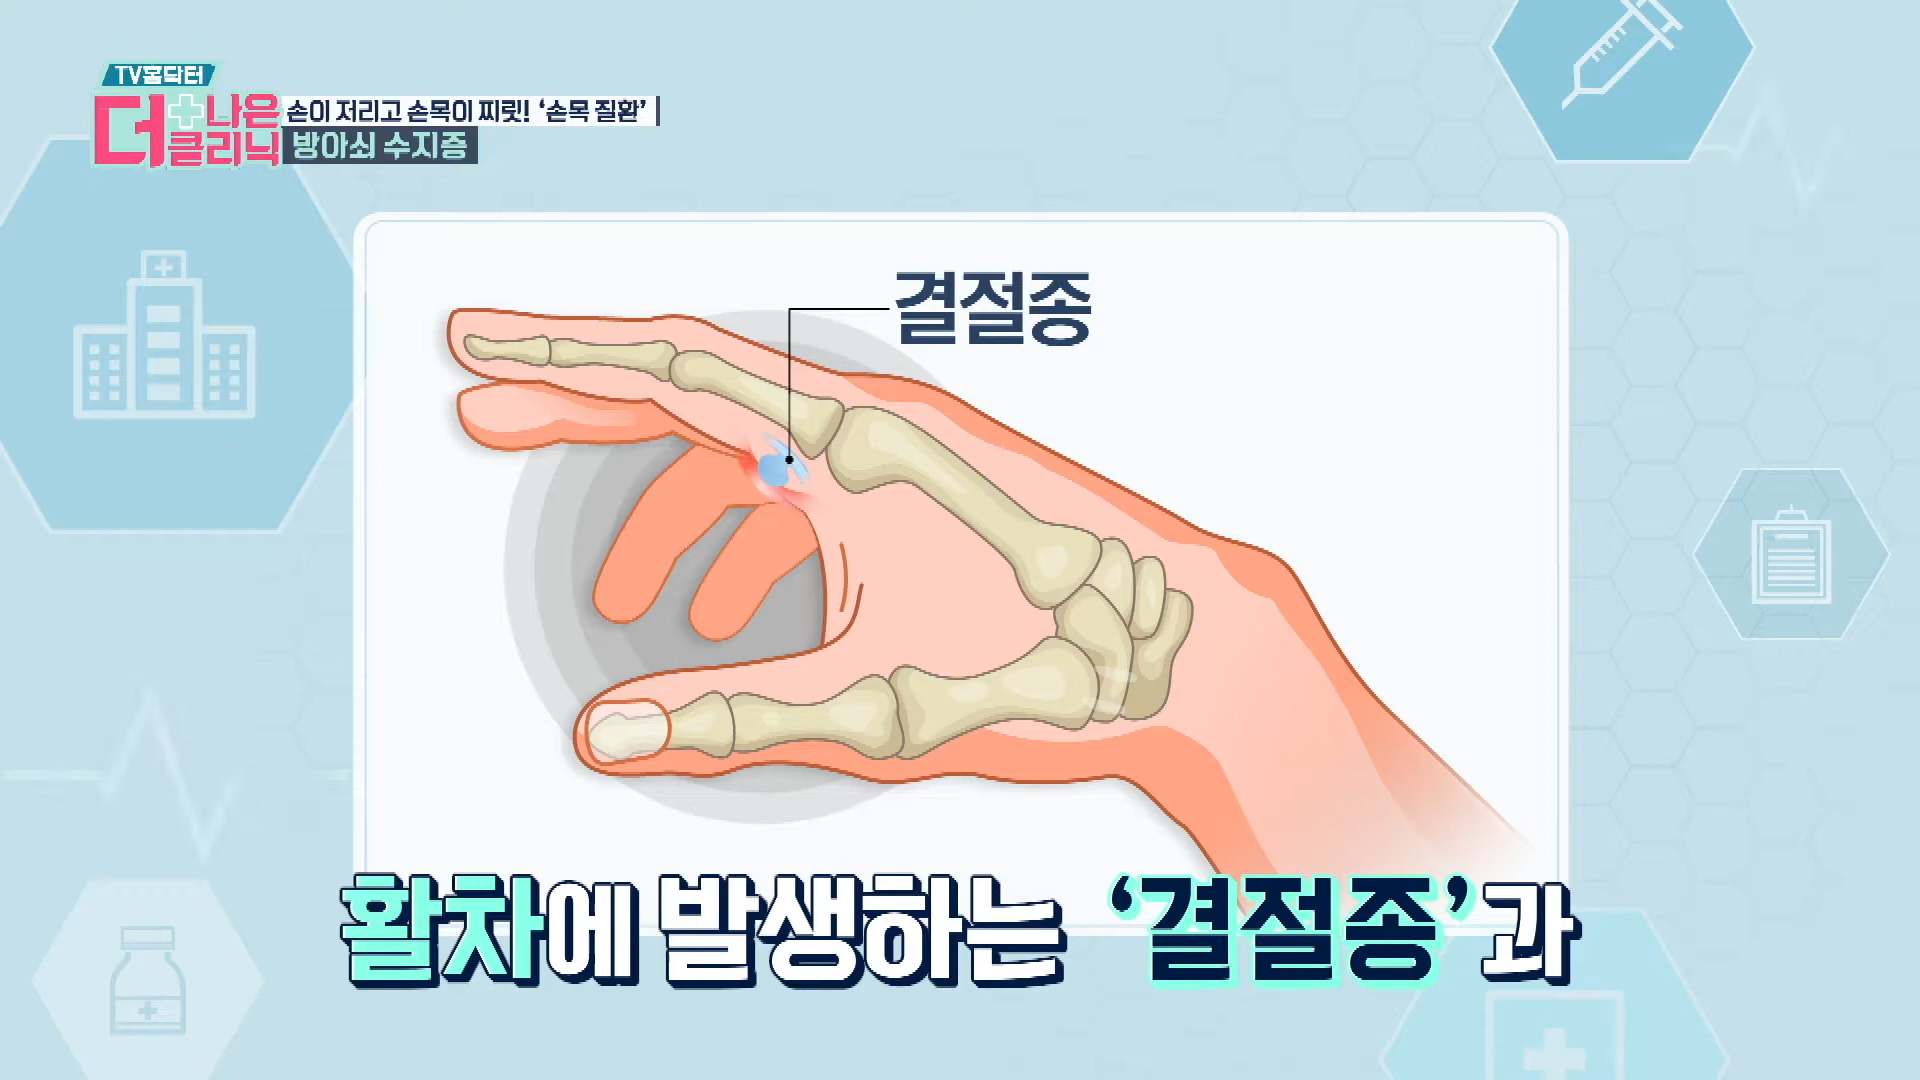 TV홈닥터
더 나은
클리닉
손이 저리고 손목이 찌릿! ‘손목 질환’
방아쇠 수지증
결절종
활차에 발생하는 ‘결절종’과